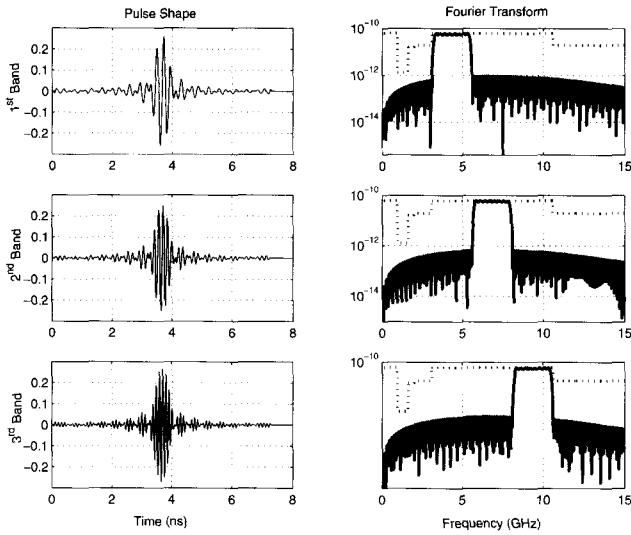 Pulse Shape
Fourier Transform
1st Band
0.2
0.1
0
−0.1
−0.2
0 2 4 6 8
10^-10
10^-12
10^-14
0 5 10 15
2nd Band
0.2
0.1
0
−0.1
−0.2
0 2 4 6 8
10^-10
10^-12
10^-14
0 5 10 15
3rd Band
0.2
0.1
0
−0.1
−0.2
0 2 4 6 8
Time (ns)
10^-10
0 5 10 15
Frequency (GHz)